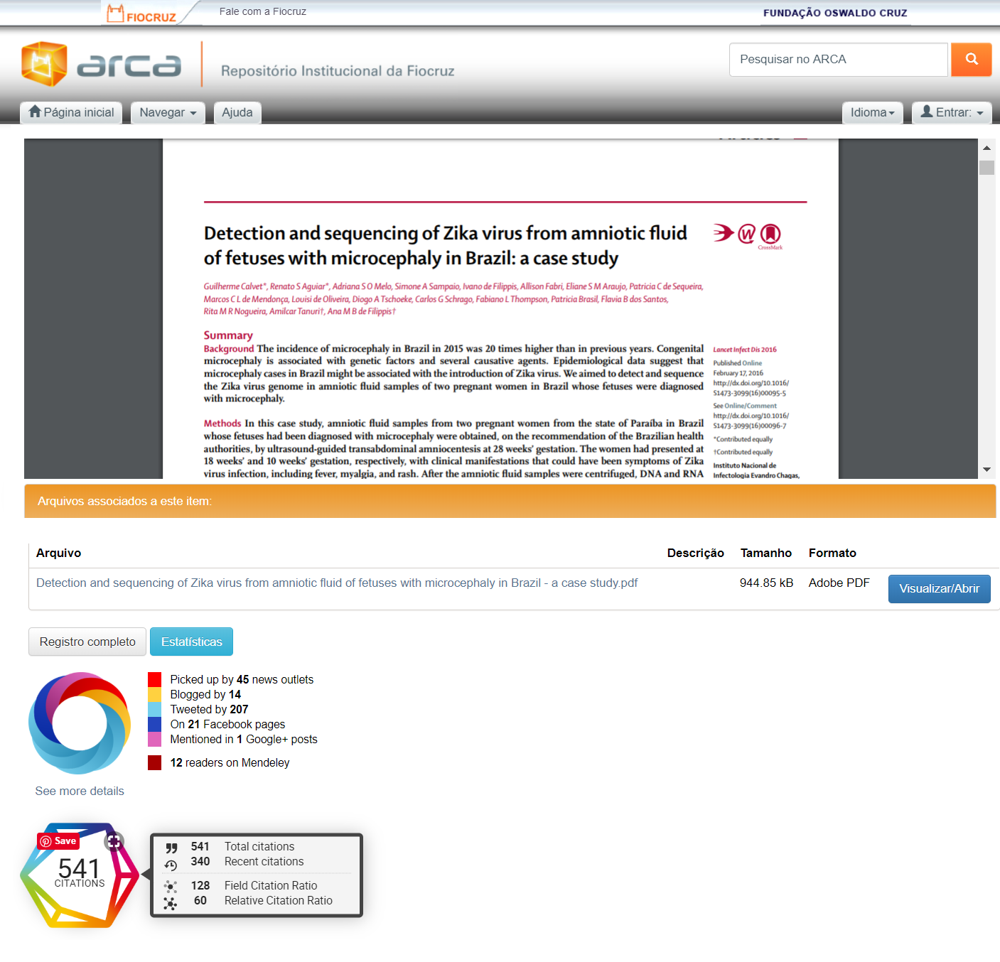 FIOCRUZ
Fale com a Fiocruz
FUNDAÇÃO OSWALDO CRUZ
arca
Repositório Institucional da Fiocruz
Pesquisar no ARCA
Página inicial
Navegar
Ajuda
Idioma
Entrar:
Detection and sequencing of Zika virus from amniotic fluid
of fetuses with microcephaly in Brazil: a case study
CrossMark
Guilherme Calvet*, Renato S Aguiar*, Adriana S O Melo, Simone A Sampaio, Ivano de Filippis, Allison Fabri, Eliane S M Araujo, Patricia C de Sequeira,
Marcos C L de Mendonça, Louisi de Oliveira, Diogo A Tschoeke, Carlos G Schrago, Fabiano L Thompson, Patricia Brasil, Flavia B dos Santos,
Rita M R Nogueira, Amilcar Tanuri†, Ana M B de Filippis†
Summary
Background The incidence of microcephaly in Brazil in 2015 was 20 times higher than in previous years. Congenital
microcephaly is associated with genetic factors and several causative agents. Epidemiological data suggest that
microcephaly cases in Brazil might be associated with the introduction of Zika virus. We aimed to detect and sequence
the Zika virus genome in amniotic fluid samples of two pregnant women in Brazil whose fetuses were diagnosed
with microcephaly.
Methods In this case study, amniotic fluid samples from two pregnant women from the state of Paraíba in Brazil
whose fetuses had been diagnosed with microcephaly were obtained, on the recommendation of the Brazilian health
authorities, by ultrasound-guided transabdominal amniocentesis at 28 weeks' gestation. The women had presented at
18 weeks' and 10 weeks' gestation, respectively, with clinical manifestations that could have been symptoms of Zika
virus infection, including fever, myalgia, and rash. After the amniotic fluid samples were centrifuged, DNA and RNA
Lancet Infect Dis 2016
Published Online
February 17, 2016
http://dx.doi.org/10.1016/
S1473-3099(16)00095-5
See Online/Comment
http://dx.doi.org/10.1016/
S1473-3099(16)00096-7
*Contributed equally
†Contributed equally
Instituto Nacional de
Infectologia Evandro Chagas,
Arquivos associados a este item:
Arquivo Descrição Tamanho Formato
Detection and sequencing of Zika virus from amniotic fluid of fetuses with microcephaly in Brazil - a case study.pdf 944.85 kB Adobe PDF
Visualizar/Abrir
Registro completo
Estatísticas
Picked up by 45 news outlets
Blogged by 14
Tweeted by 207
On 21 Facebook pages
Mentioned in 1 Google+ posts
12 readers on Mendeley
See more details
Save
541
CITATIONS
541 Total citations
340 Recent citations
128 Field Citation Ratio
60 Relative Citation Ratio